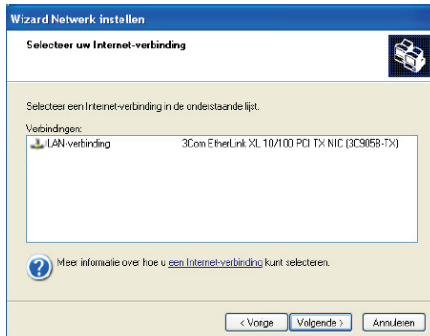 Wizard Netwerk instellen
Selecteer uw Internet-verbinding
Selecteer een Internet-verbinding in de onderstaande lijst.
Verbindingen:
LAN-verbinding 3Com EtherLink XL 10/100 PCI TX NIC (3C905B-TX)
Meer informatie over hoe u een Internet-verbinding kunt selecteren.
< Vorige Volgende > Annuleren